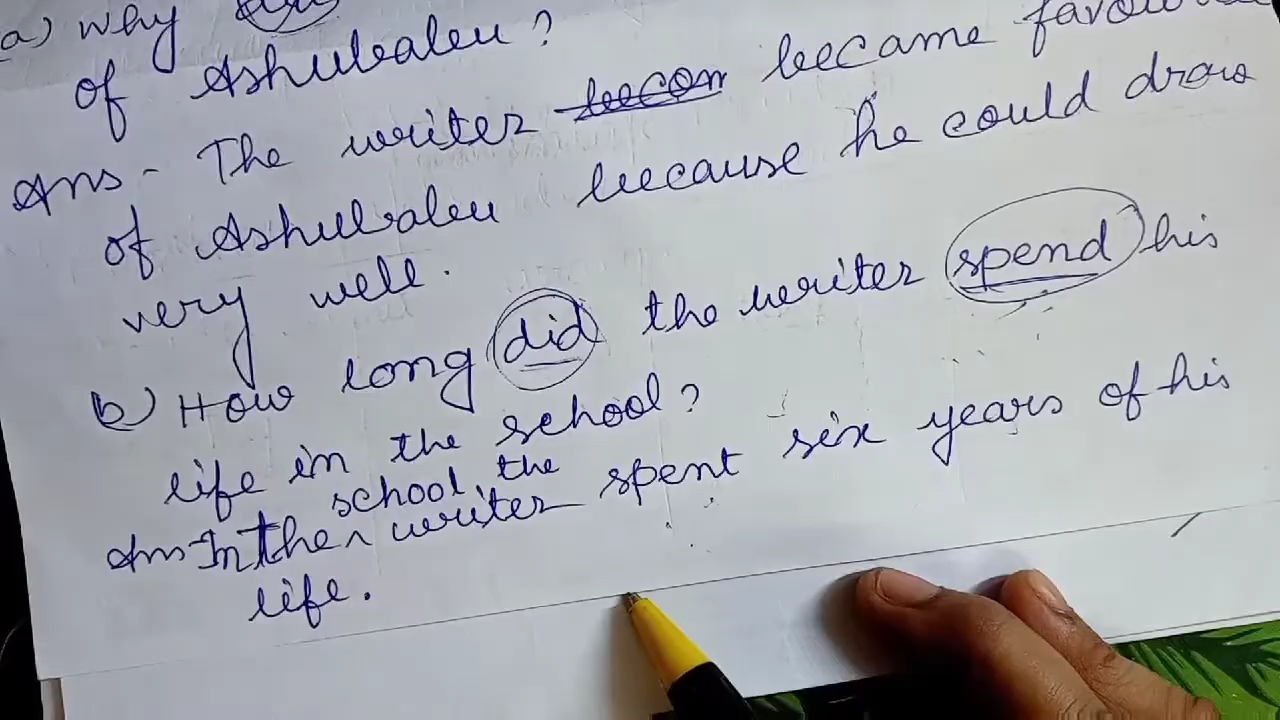 a) Why
of Ashubabu?
Ans - The writer became
of Ashubabu because he could draw
very well.
b) How long did the writer spend his
life in the school?
school, the
Ans - In the ^ writer spent six years of his
life.